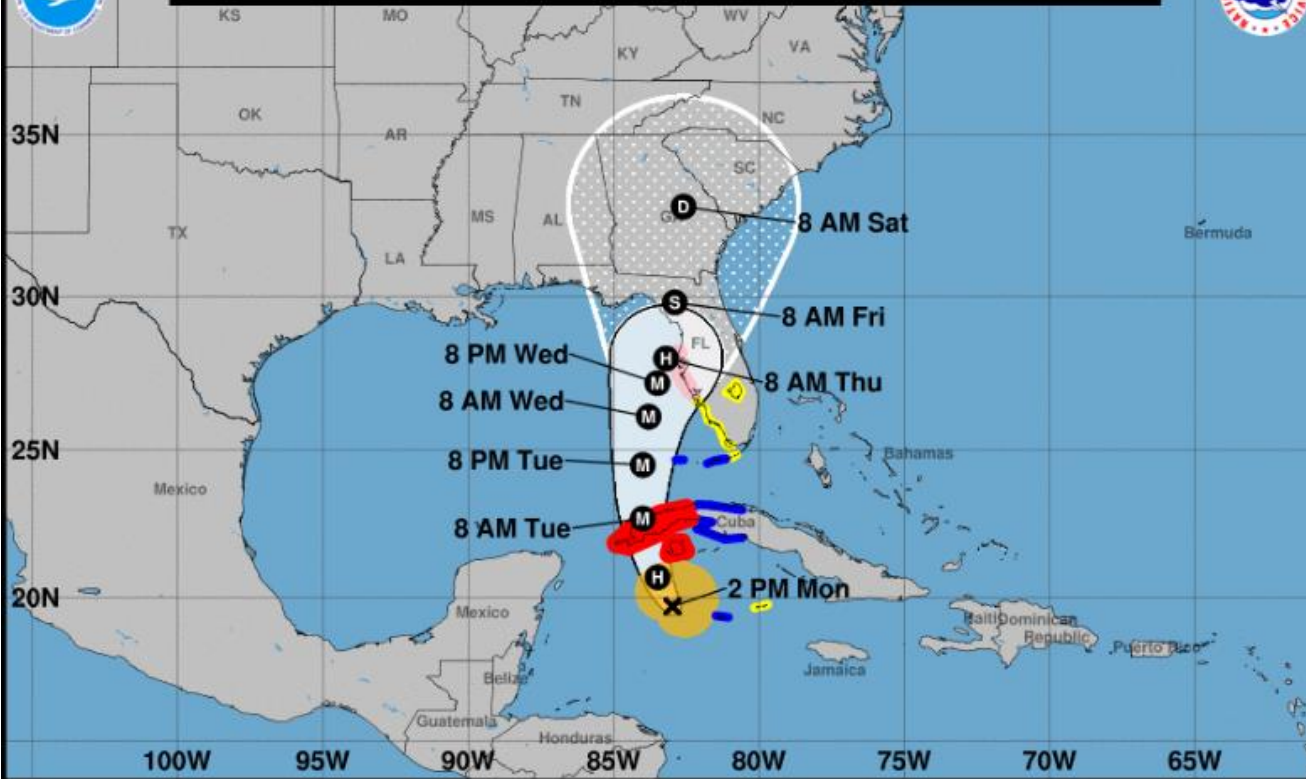 KS
MO
WV
KY
VA
OK
TN
NC
35N
AR
SC
MS
AL
D
8 AM Sat
TX
Bermuda
LA
30N
S
8 AM Fri
FL
8 PM Wed
H
8 AM Thu
M
8 AM Wed
M
25N
8 PM Tue
M
Bahamas
Mexico
8 AM Tue
M
Cuba
H
2 PM Mon
20N
Mexico
Haiti
Dominican
Republic
Puerto Rico
Jamaica
Belize
Guatemala
Honduras
100W
95W
90W
85W
80W
75W
70W
65W